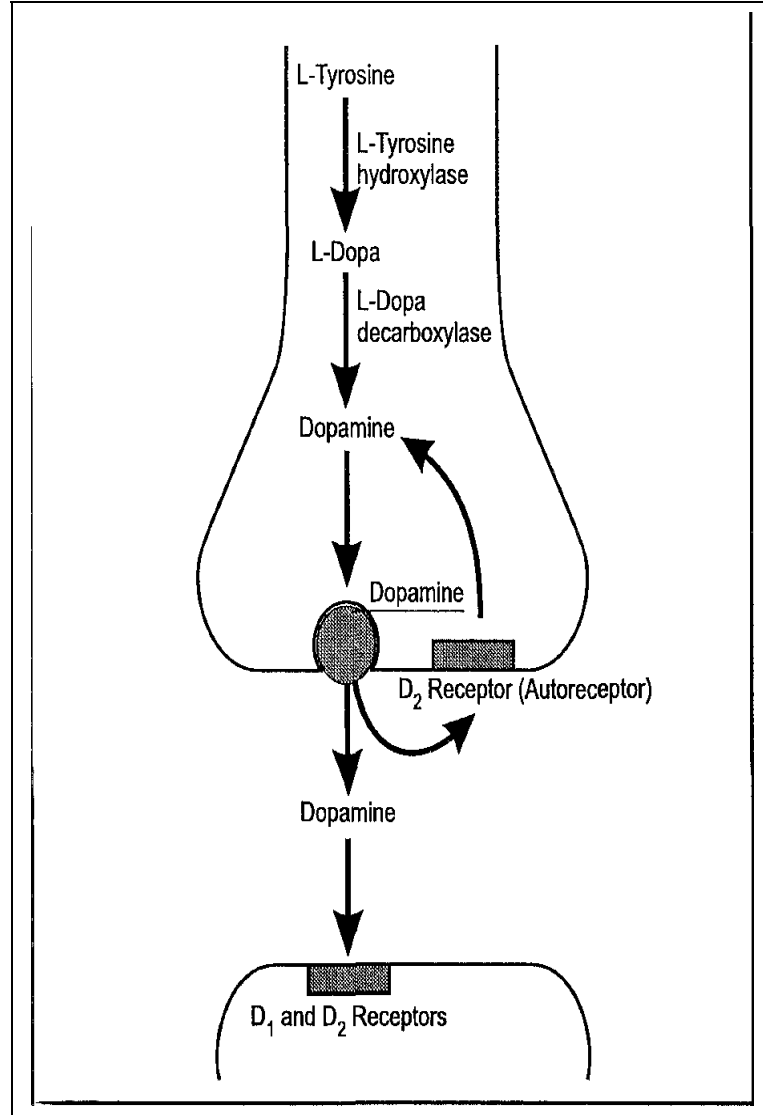 L-Tyrosine
L-Tyrosine
hydroxylase
L-Dopa
L-Dopa
decarboxylase
Dopamine
Dopamine
D₂ Receptor (Autoreceptor)
Dopamine
D₁ and D₂ Receptors